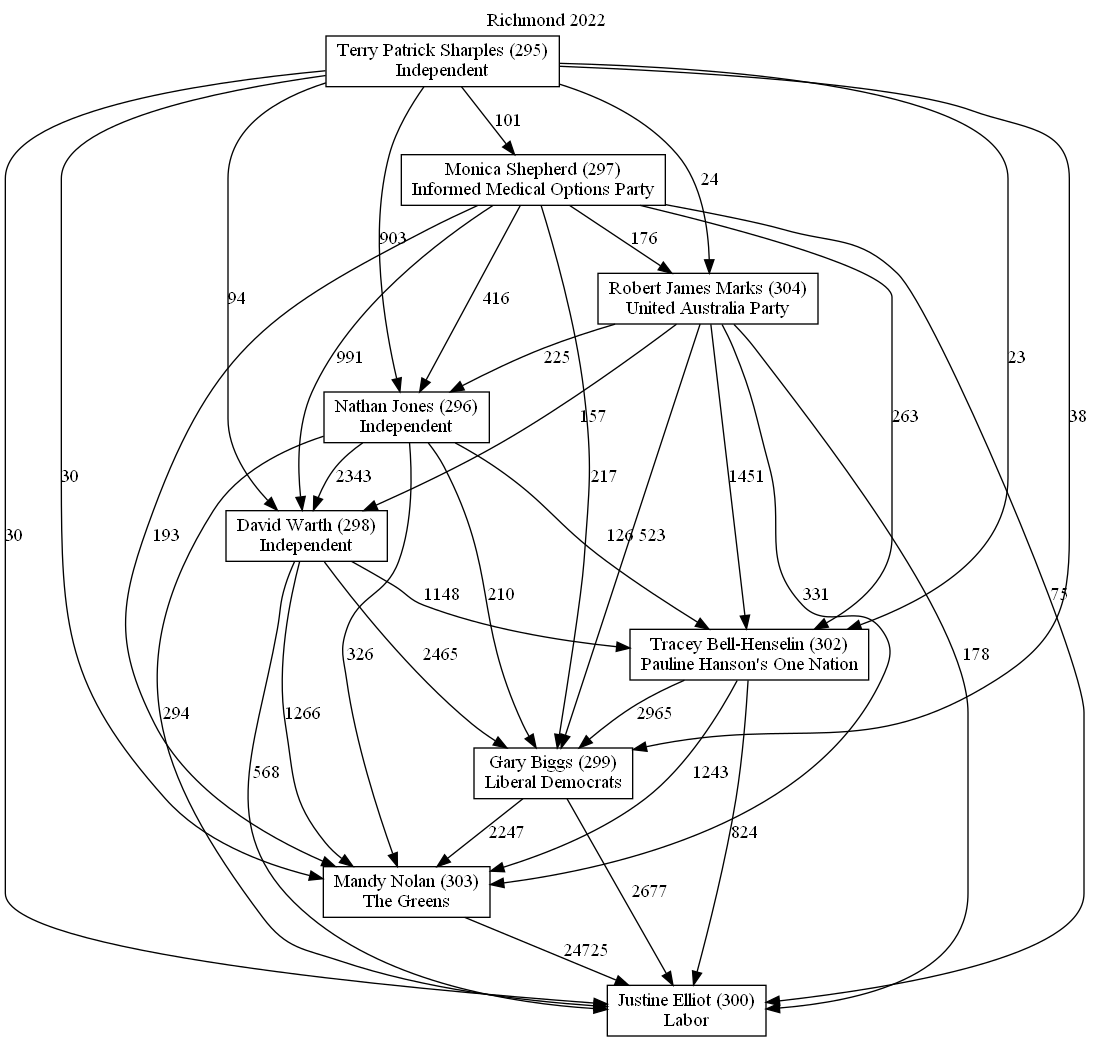 Richmond 2022
Terry Patrick Sharples (295)
Independent
101
Monica Shepherd (297)
Informed Medical Options Party
24
903
176
Robert James Marks (304)
United Australia Party
94
416
991
225
23
Nathan Jones (296)
Independent
157
263
38
30
2343
217
1451
David Warth (298)
Independent
30
193
126
523
1148
210
331
75
Tracey Bell-Henselin (302)
Pauline Hanson's One Nation
326
2465
178
294
1266
2965
Gary Biggs (299)
Liberal Democrats
568
1243
2247
824
Mandy Nolan (303)
The Greens
2677
24725
Justine Elliot (300)
Labor